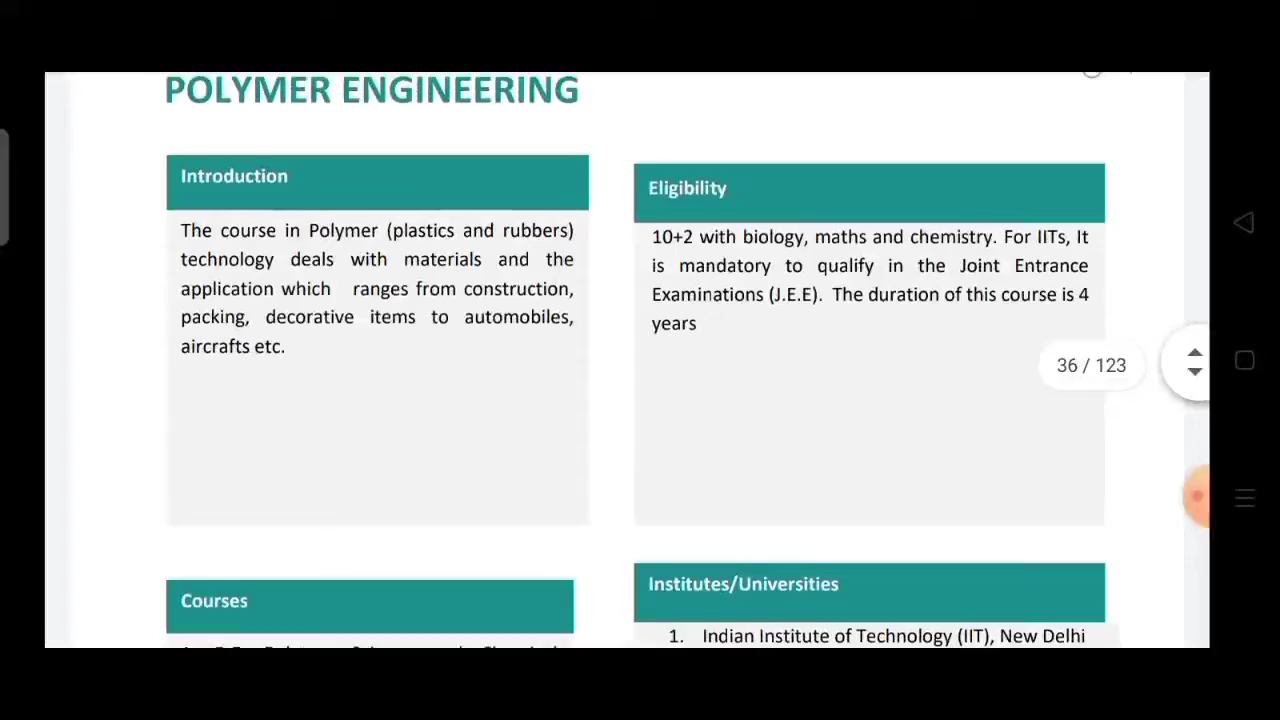 POLYMER ENGINEERING
Introduction
The course in Polymer (plastics and rubbers)
technology deals with materials and the
application which ranges from construction,
packing, decorative items to automobiles,
aircrafts etc.
Eligibility
10+2 with biology, maths and chemistry. For IITs, It
is mandatory to qualify in the Joint Entrance
Examinations (J.E.E). The duration of this course is 4
years
36 / 123
Courses
Institutes/Universities
1. Indian Institute of Technology (IIT), New Delhi